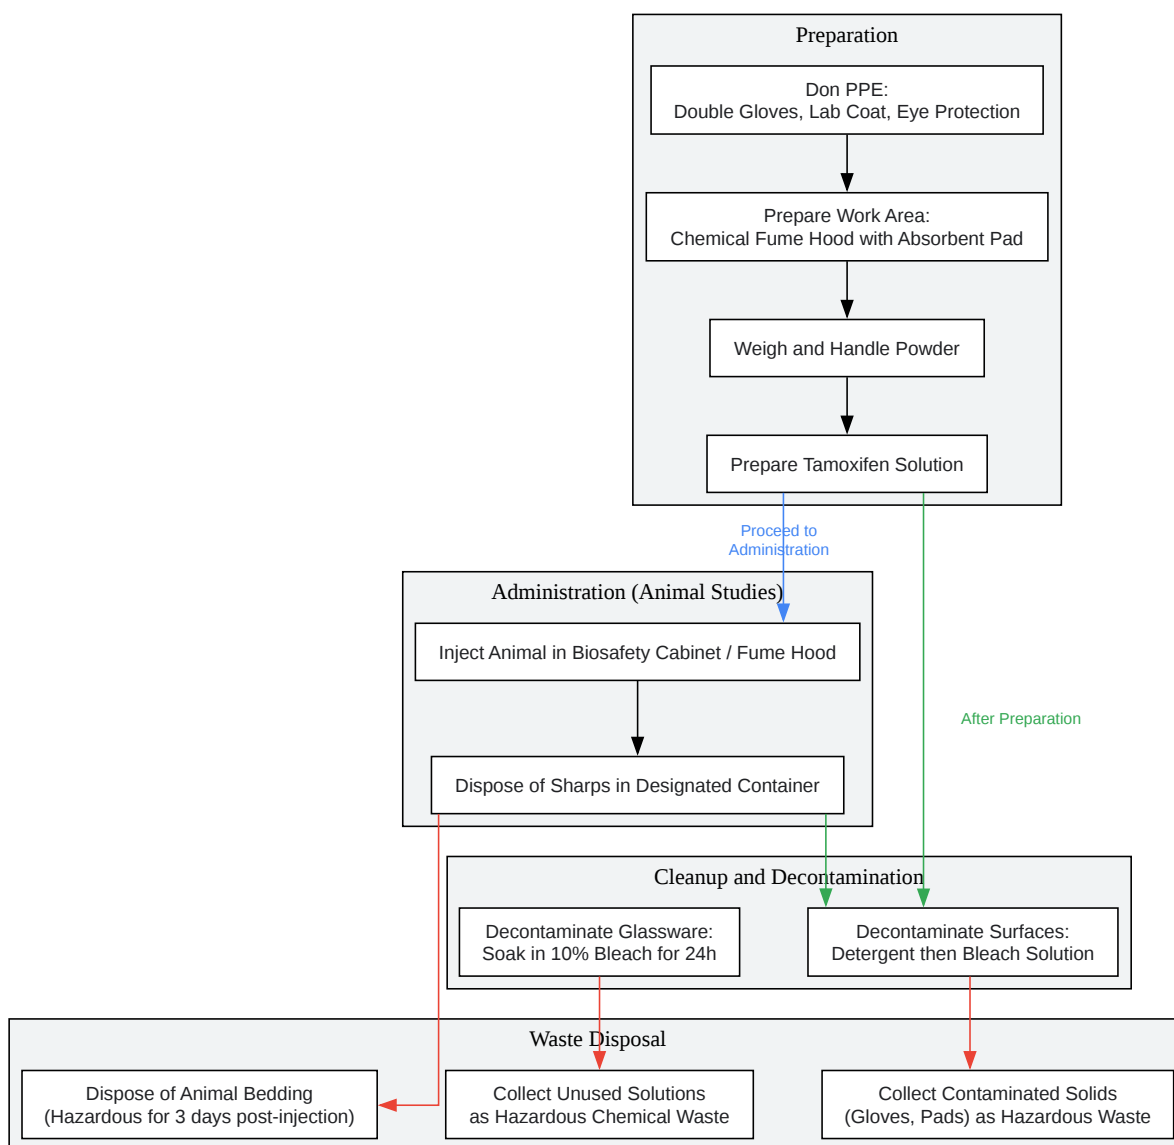 Preparation
Don PPE:
Double Gloves, Lab Coat, Eye Protection
Prepare Work Area:
Chemical Fume Hood with Absorbent Pad
Weigh and Handle Powder
Prepare Tamoxifen Solution
Proceed to
Administration
Administration (Animal Studies)
Inject Animal in Biosafety Cabinet / Fume Hood
After Preparation
Dispose of Sharps in Designated Container
Cleanup and Decontamination
Decontaminate Glassware:
Soak in 10% Bleach for 24h
Decontaminate Surfaces:
Detergent then Bleach Solution
Waste Disposal
Dispose of Animal Bedding
(Hazardous for 3 days post-injection)
Collect Unused Solutions
as Hazardous Chemical Waste
Collect Contaminated Solids
(Gloves, Pads) as Hazardous Waste